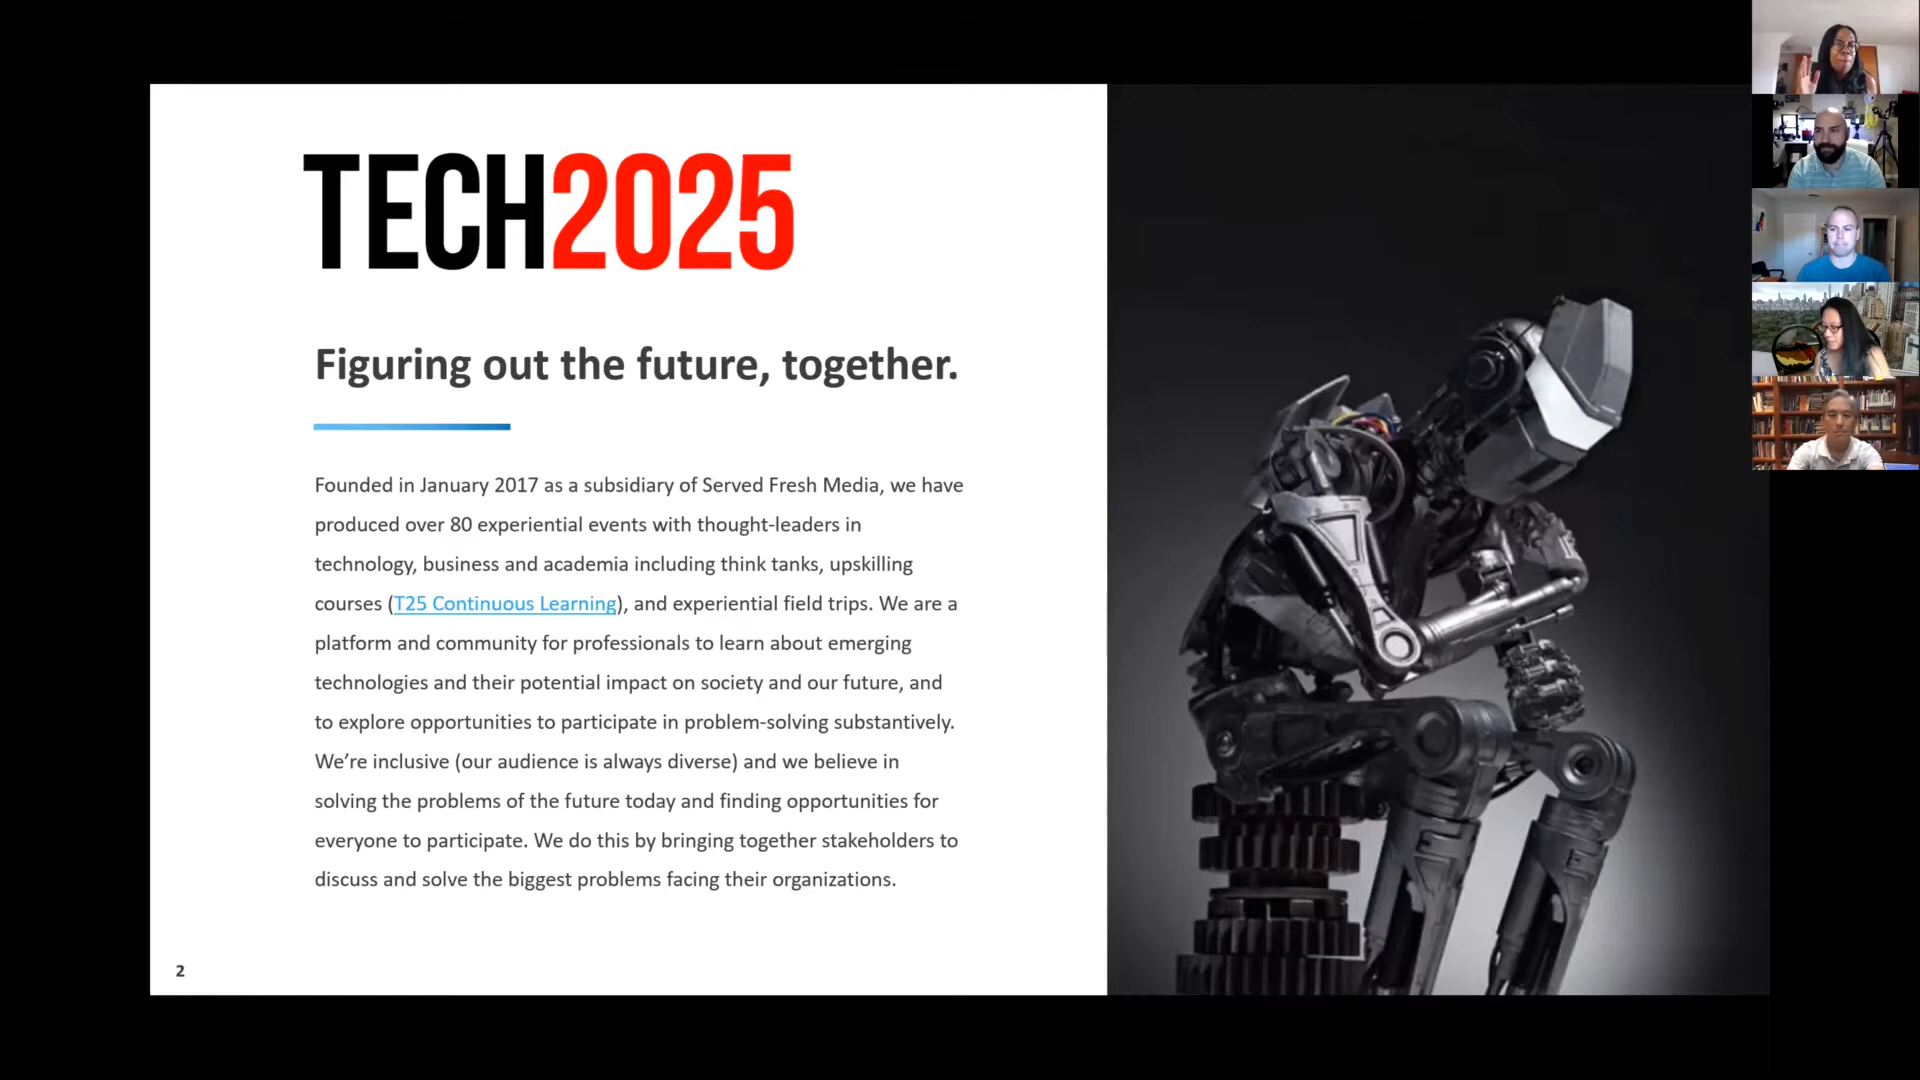 TECH2025
Figuring out the future, together.
Founded in January 2017 as a subsidiary of Served Fresh Media, we have
produced over 80 experiential events with thought-leaders in
technology, business and academia including think tanks, upskilling
courses (T25 Continuous Learning), and experiential field trips. We are a
platform and community for professionals to learn about emerging
technologies and their potential impact on society and our future, and
to explore opportunities to participate in problem-solving substantively.
We’re inclusive (our audience is always diverse) and we believe in
solving the problems of the future today and finding opportunities for
everyone to participate. We do this by bringing together stakeholders to
discuss and solve the biggest problems facing their organizations.
2